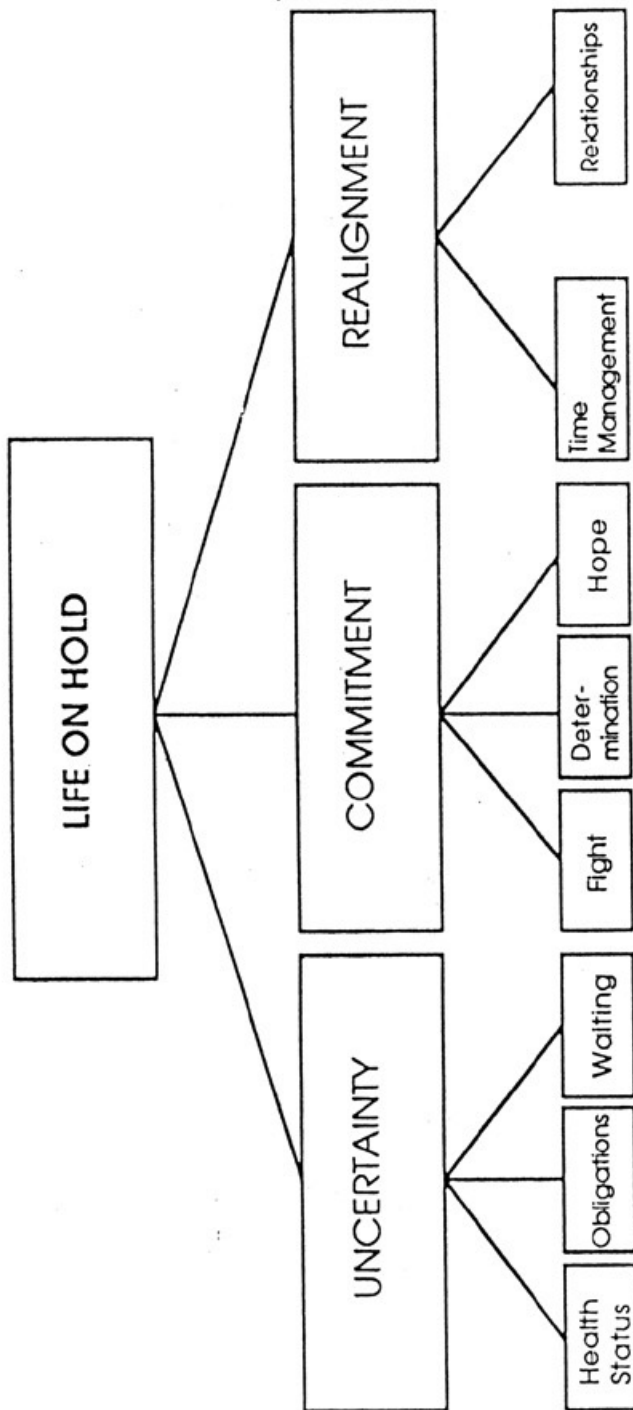 LIFE ON HOLD
UNCERTAINTY
COMMITMENT
REALIGNMENT
Health
Status
Obligations
Waiting
Fight
Deter-
mination
Hope
Time
Management
Relationships